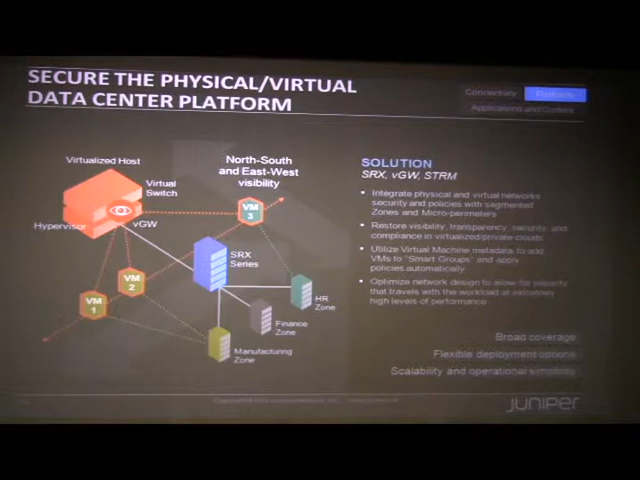 SECURE THE PHYSICAL/VIRTUAL
DATA CENTER PLATFORM
Connectivity
Platform
Applications and Content
Virtualized Host
Virtual
Switch
Hypervisor
vGW
North-South
and East-West
visibility
VM
3
VM
2
VM
1
SRX
Series
HR
Zone
Finance
Zone
Manufacturing
Zone
SOLUTION
SRX, vGW, STRM
▪ Integrate physical and virtual networks
security and policies with segmented
Zones and Micro-perimeters
▪ Restore visibility, transparency, security, and
compliance in virtualized/private clouds
▪ Utilize Virtual Machine metadata to add
VMs to "Smart Groups" and apply
policies automatically
▪ Optimize network design to allow for security
that travels with the workload at extremely
high levels of performance
Broad coverage
Flexible deployment options
Scalability and operational simplicity
JUNIPER